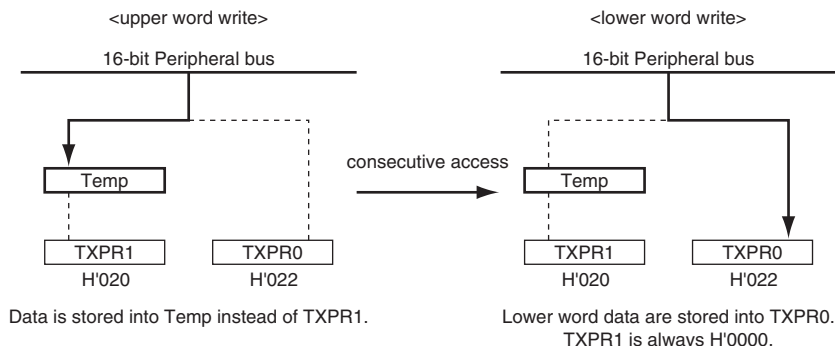 <upper word write>
16-bit Peripheral bus
Temp
TXPR1 TXPR0
H'020 H'022
Data is stored into Temp instead of TXPR1.
consecutive access
<lower word write>
16-bit Peripheral bus
Temp
TXPR1 TXPR0
H'020 H'022
Lower word data are stored into TXPR0.
TXPR1 is always H'0000.